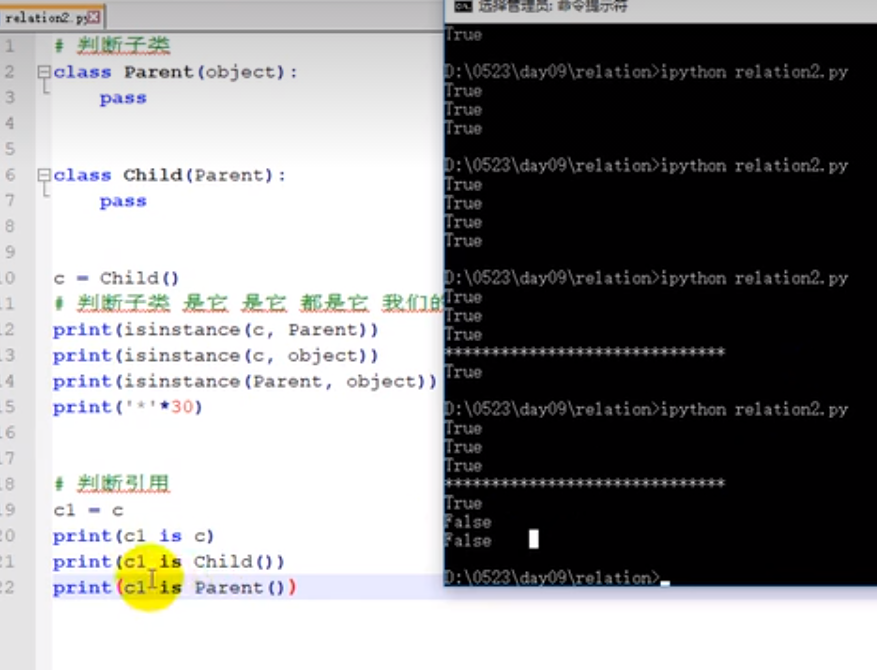 relation2.py
1 # 判断子类
2 class Parent(object):
3 pass
4
5
6 class Child(Parent):
7 pass
8
9
10 c = Child()
11 # 判断子类 是它 是它 都是它 我们的
12 print(isinstance(c, Parent))
13 print(isinstance(c, object))
14 print(isinstance(Parent, object))
15 print('*'*30)
16
17
18 # 判断引用
19 c1 = c
20 print(c1 is c)
21 print(c1 is Child())
22 print(c1 is Parent())
选择管理员: 命令提示符
True
D:\0523\day09\relation>ipython relation2.py
True
True
True
D:\0523\day09\relation>ipython relation2.py
True
True
True
True
D:\0523\day09\relation>ipython relation2.py
True
True
True
******************************
True
D:\0523\day09\relation>ipython relation2.py
True
True
True
******************************
True
False
False
D:\0523\day09\relation>